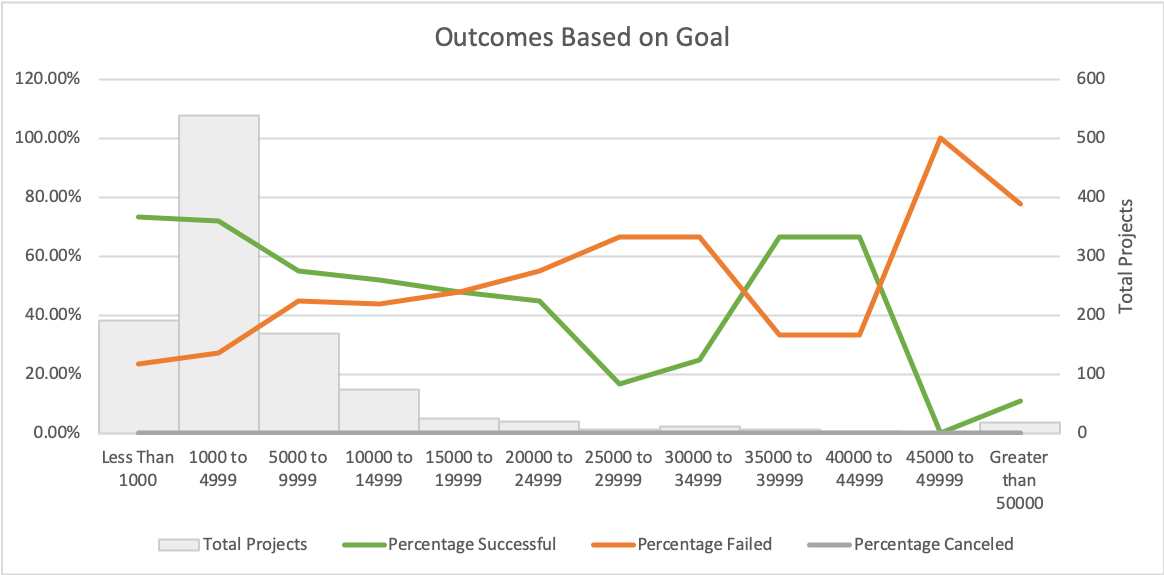 Outcomes Based on Goal
120.00%
100.00%
80.00%
60.00%
40.00%
20.00%
0.00%
600
500
400
300
200
100
0
Total Projects
Less Than
1000
1000 to
4999
5000 to
9999
10000 to
14999
15000 to
19999
20000 to
24999
25000 to
29999
30000 to
34999
35000 to
39999
40000 to
44999
45000 to
49999
Greater
than
50000
Total Projects
Percentage Successful
Percentage Failed
Percentage Canceled